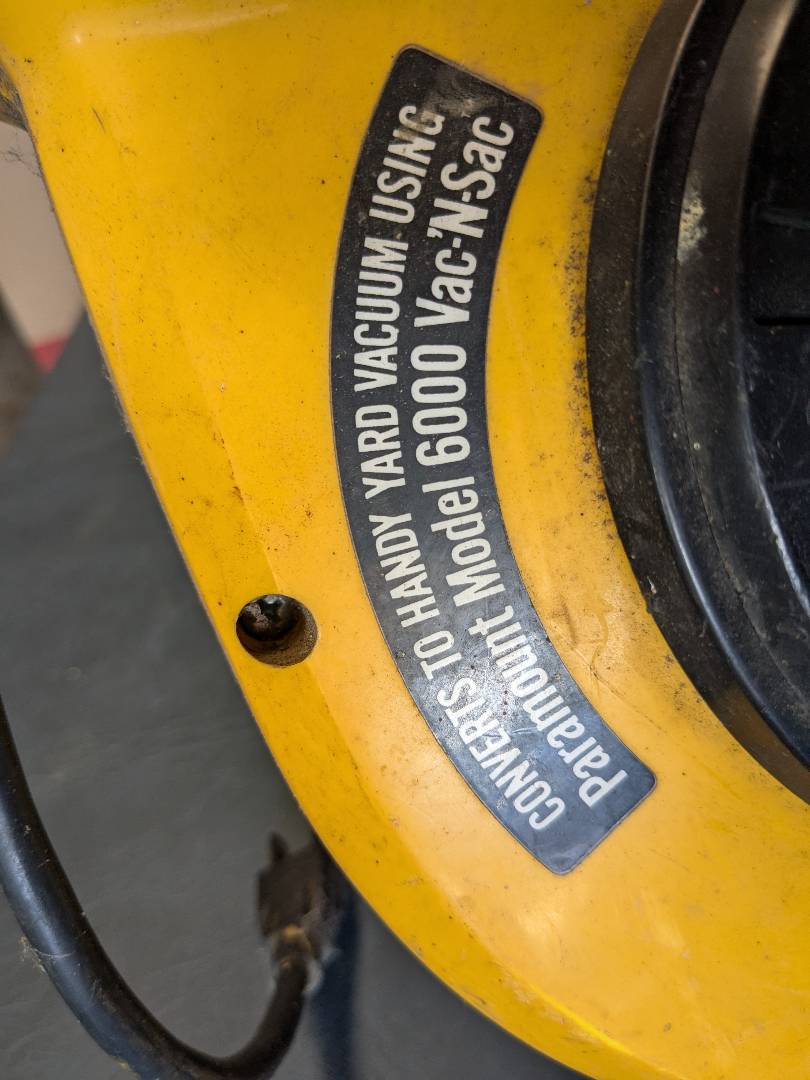 CONVERTS TO HANDY YARD VACUUM USING
Paramount Model 6000 Vac-'N-Sac